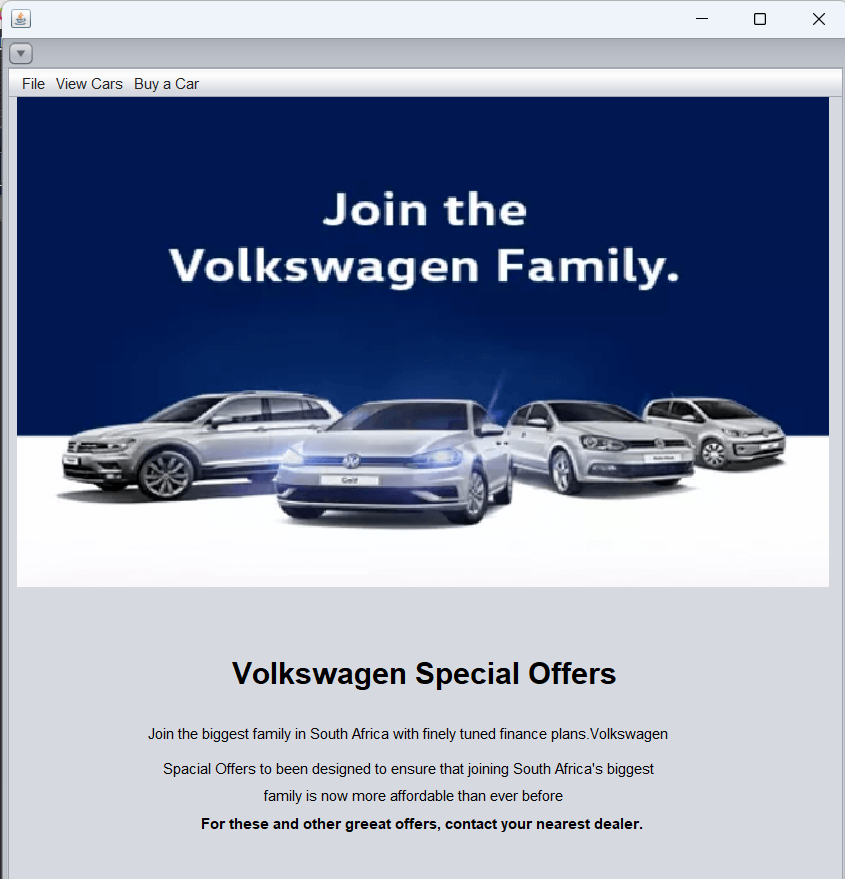 File View Cars Buy a Car
Join the
Volkswagen Family.
Golf
Volkswagen Special Offers
Join the biggest family in South Africa with finely tuned finance plans.Volkswagen
Spacial Offers to been designed to ensure that joining South Africa's biggest
family is now more affordable than ever before
For these and other greeat offers, contact your nearest dealer.